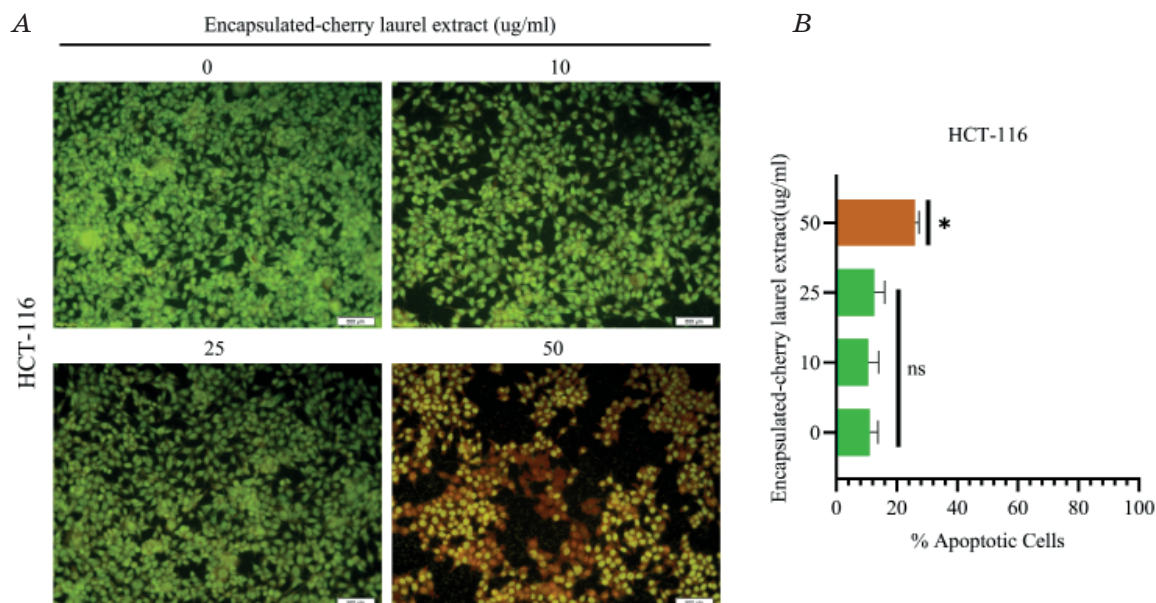 A
Encapsulated-cherry laurel extract (ug/ml)
0
10
25
50
HCT-116
B
HCT-116
Encapsulated-cherry laurel extract(ug/ml)
50
25
10
0
*
ns
0
20
40
60
80
100
% Apoptotic Cells